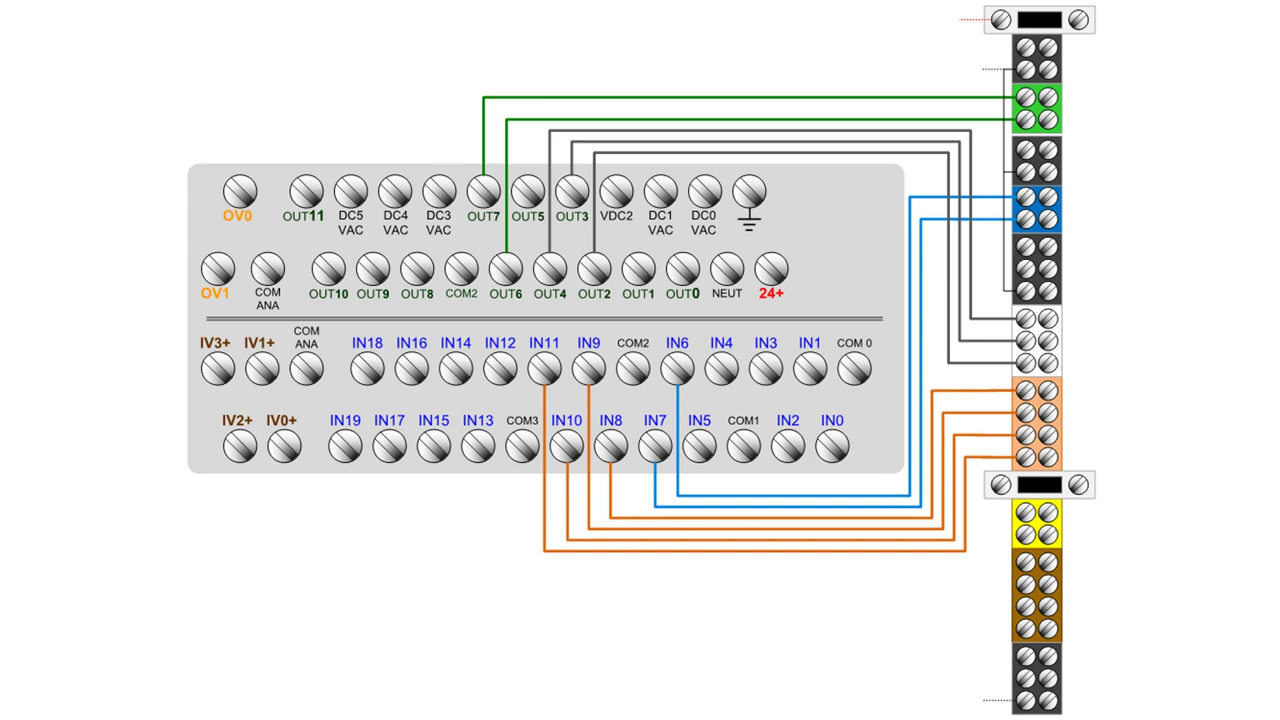 OV0 OUT11 DC5 VAC DC4 VAC DC3 VAC OUT7 OUT5 OUT3 VDC2 DC1 VAC DC0 VAC
OV1 COM ANA OUT10 OUT9 OUT8 COM2 OUT6 OUT4 OUT2 OUT1 OUT0 NEUT 24+
IV3+ IV1+ COM ANA IN18 IN16 IN14 IN12 IN11 IN9 COM2 IN6 IN4 IN3 IN1 COM 0
IV2+ IV0+ IN19 IN17 IN15 IN13 COM3 IN10 IN8 IN7 IN5 COM1 IN2 IN0